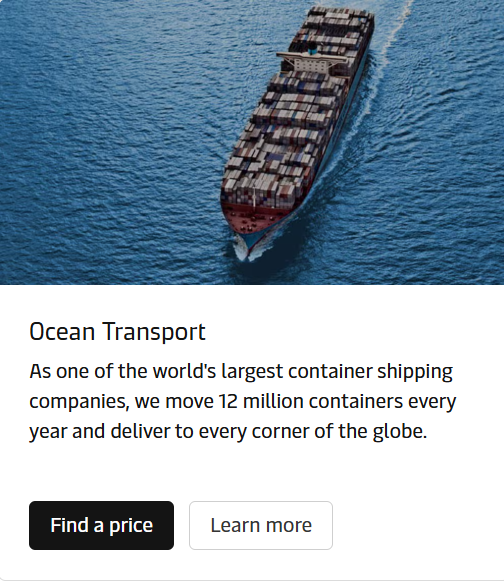 Ocean Transport
As one of the world's largest container shipping
companies, we move 12 million containers every
year and deliver to every corner of the globe.
Find a price
Learn more